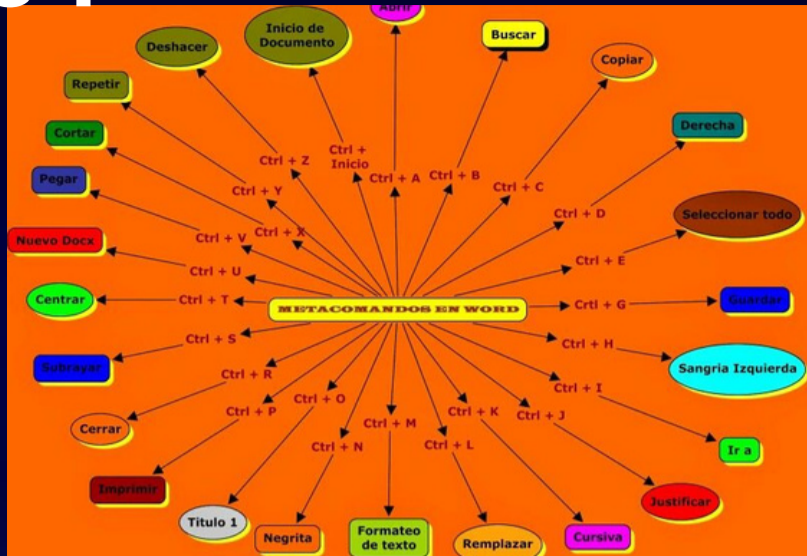 Abrir
Inicio de
Documento
Buscar
Deshacer
Copiar
Repetir
Derecha
Cortar
Pegar
Seleccionar todo
Nuevo Docx
Centrar
Guardar
Subrayar
Sangria Izquierda
Cerrar
Ir a
Imprimir
Justificar
Titulo 1
Negrita
Formateo
de texto
Remplazar
Cursiva
METACOMANDOS EN WORD
Ctrl +
Inicio
Ctrl + A
Ctrl + B
Ctrl + C
Ctrl + D
Ctrl + E
Crtl + G
Ctrl + H
Ctrl + I
Ctrl + J
Ctrl + K
Ctrl + L
Ctrl + M
Ctrl + N
Ctrl + O
Ctrl + P
Ctrl + R
Ctrl + S
Ctrl + T
Ctrl + U
Ctrl + V
Ctrl + X
Ctrl + Y
Ctrl + Z